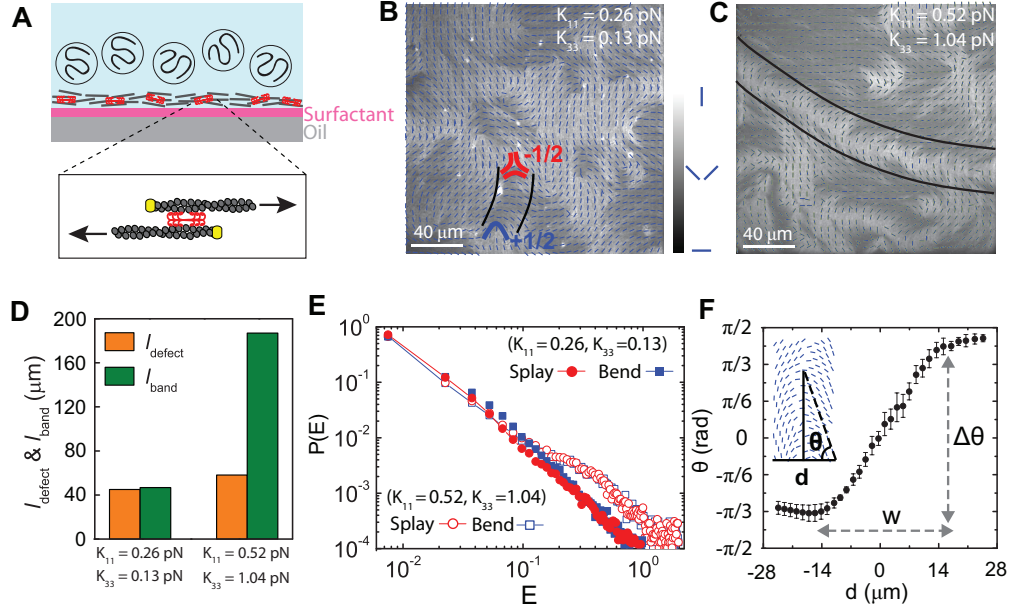 A
Surfactant
Oil
B
K11 = 0.26 pN
K33 = 0.13 pN
-1/2
+1/2
40 μm
C
K11 = 0.52 pN
K33 = 1.04 pN
40 μm
D
l defect & l band (μm)
200
160
120
80
40
0
l defect
l band
K11 = 0.26 pN
K33 = 0.13 pN
K11 = 0.52 pN
K33 = 1.04 pN
E
P(E)
10^0
10^-1
10^-2
10^-3
10^-4
(K11 = 0.26, K33 = 0.13)
Splay Bend
(K11 = 0.52, K33 = 1.04)
Splay Bend
10^-2
10^-1
10^0
E
F
θ (rad)
π/2
π/3
π/6
0
-π/6
-π/3
-π/2
θ
d
Δθ
w
-28
-14
0
14
28
d (μm)